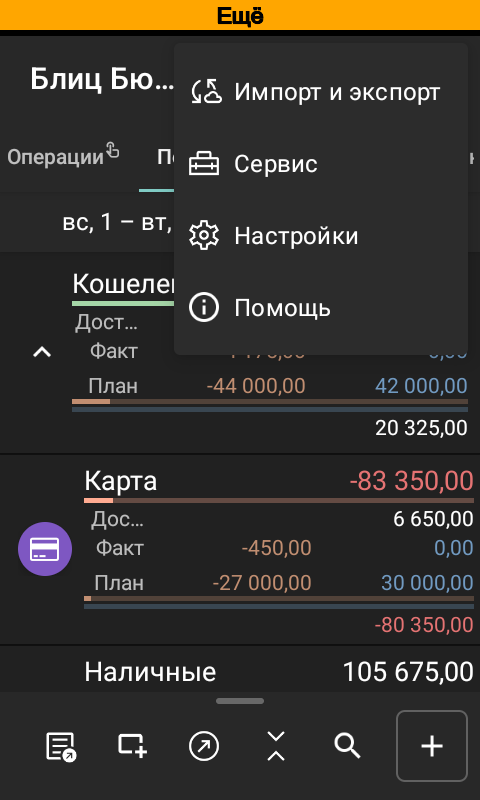 Ещё
Блиц Бю...
Импорт и экспорт
Операции
Сервис
вс, 1 – вт,
Настройки
Кошеле
Помощь
Дост...
Факт
План -44 000,00 42 000,00
20 325,00
Карта -83 350,00
Дос... 6 650,00
Факт -450,00 0,00
План -27 000,00 30 000,00
-80 350,00
Наличные 105 675,00